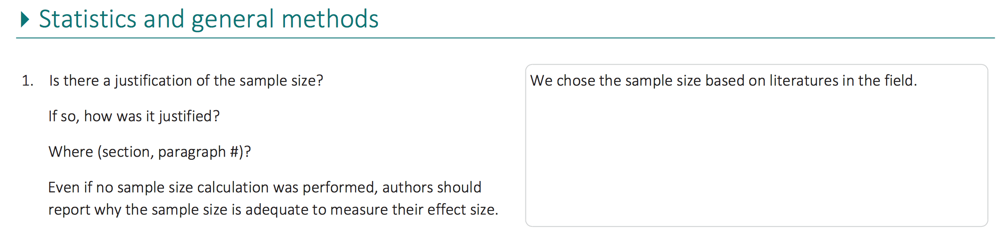 Statistics and general methods
1. Is there a justification of the sample size?
If so, how was it justified?
Where (section, paragraph #)?
Even if no sample size calculation was performed, authors should
report why the sample size is adequate to measure their effect size.
We chose the sample size based on literatures in the field.